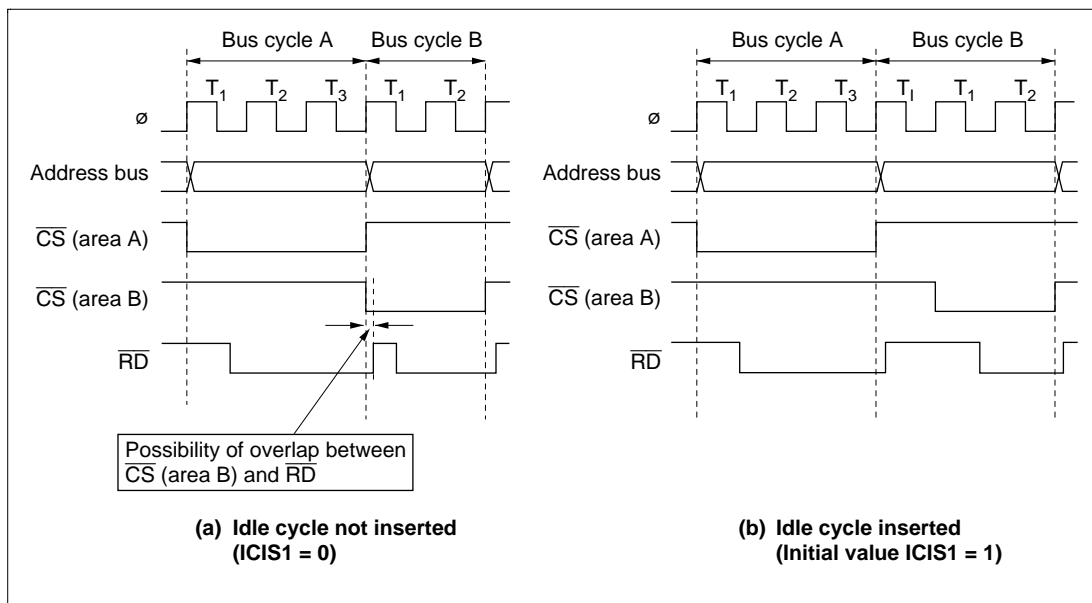 Bus cycle A
Bus cycle B
T1
T2
T3
T1
T2
ø
Address bus
CS (area A)
CS (area B)
RD
Possibility of overlap between
CS (area B) and RD
(a) Idle cycle not inserted
(ICIS1 = 0)
Bus cycle A
Bus cycle B
T1
T2
T3
TI
T1
T2
ø
Address bus
CS (area A)
CS (area B)
RD
(b) Idle cycle inserted
(Initial value ICIS1 = 1)